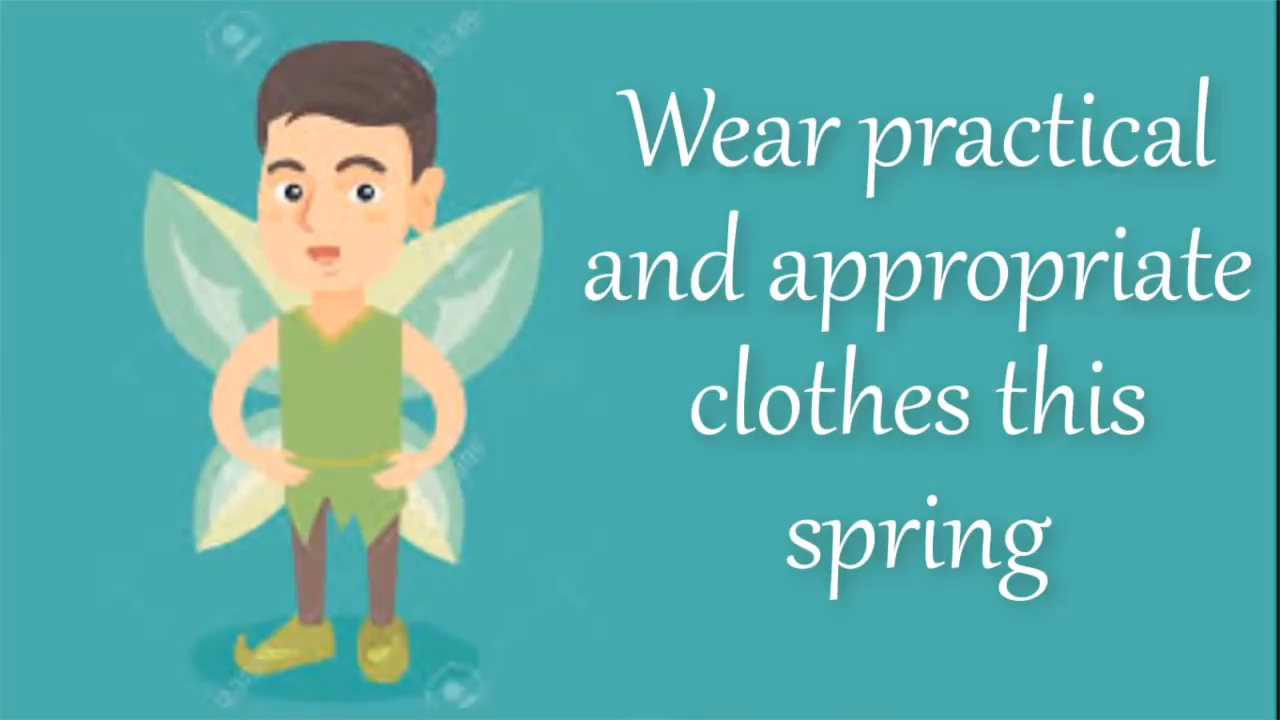 Wear practical
and appropriate
clothes this
spring